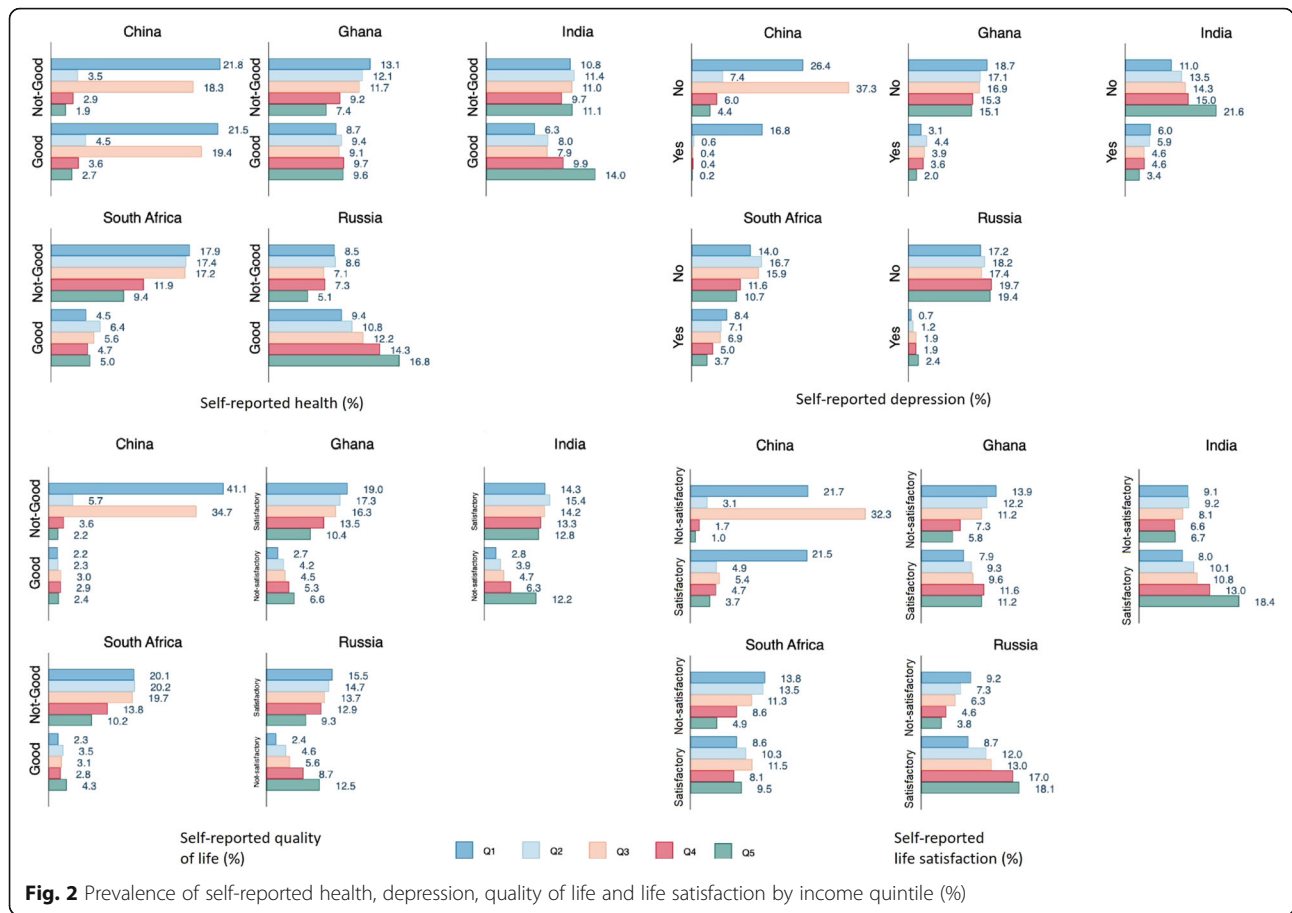 China
Ghana
India
Not-Good
21.8
3.5
18.3
2.9
1.9
Good
21.5
4.5
19.4
3.6
2.7
Not-Good
13.1
12.1
11.7
9.2
7.4
Good
8.7
9.4
9.1
9.7
9.6
Not-Good
10.8
11.4
11.0
9.7
11.1
Good
6.3
8.0
7.9
9.9
14.0
South Africa
Russia
Not-Good
17.9
17.4
17.2
11.9
9.4
Good
4.5
6.4
5.6
4.7
5.0
Not-Good
8.5
8.6
7.1
7.3
5.1
Good
9.4
10.8
12.2
14.3
16.8
Self-reported health (%)
China
Ghana
India
No
26.4
7.4
37.3
6.0
4.4
Yes
16.8
0.6
0.4
0.4
0.2
No
18.7
17.1
16.9
15.3
15.1
Yes
3.1
4.4
3.9
3.6
2.0
No
11.0
13.5
14.3
15.0
21.6
Yes
6.0
5.9
4.6
4.6
3.4
South Africa
Russia
No
14.0
16.7
15.9
11.6
10.7
Yes
8.4
7.1
6.9
5.0
3.7
No
17.2
18.2
17.4
19.7
19.4
Yes
0.7
1.2
1.9
1.9
2.4
Self-reported depression (%)
China
Ghana
India
Not-Good
41.1
5.7
34.7
3.6
2.2
Good
2.2
2.3
3.0
2.9
2.4
Satisfactory
19.0
17.3
16.3
13.5
10.4
Not-satisfactory
2.7
4.2
4.5
5.3
6.6
Satisfactory
14.3
15.4
14.2
13.3
12.8
Not-satisfactory
2.8
3.9
4.7
6.3
12.2
South Africa
Russia
Not-Good
20.1
20.2
19.7
13.8
10.2
Good
2.3
3.5
3.1
2.8
4.3
Satisfactory
15.5
14.7
13.7
12.9
9.3
Not-satisfactory
2.4
4.6
5.6
8.7
12.5
Self-reported quality
of life (%)
China
Ghana
India
Not-satisfactory
21.7
3.1
32.3
1.7
1.0
Satisfactory
21.5
4.9
5.4
4.7
3.7
Not-satisfactory
13.9
12.2
11.2
7.3
5.8
Satisfactory
7.9
9.3
9.6
11.6
11.2
Not-satisfactory
9.1
9.2
8.1
6.6
6.7
Satisfactory
8.0
10.1
10.8
13.0
18.4
South Africa
Russia
Not-satisfactory
13.8
13.5
11.3
8.6
4.9
Satisfactory
8.6
10.3
11.5
8.1
9.5
Not-satisfactory
9.2
7.3
6.3
4.6
3.8
Satisfactory
8.7
12.0
13.0
17.0
18.1
Self-reported
life satisfaction (%)
Q1 Q2 Q3 Q4 Q5
Fig. 2 Prevalence of self-reported health, depression, quality of life and life satisfaction by income quintile (%)